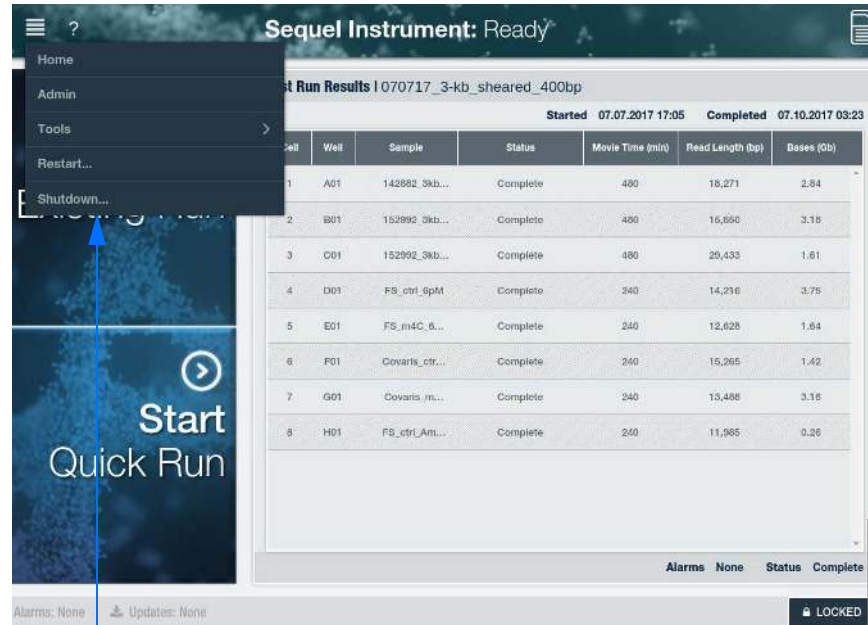 ? Sequel Instrument: Ready
Home
Admin
Tools >
Restart...
Shutdown...
Run Results | 070717_3-kb_sheared_400bp
Started 07.07.2017 17:05 Completed 07.10.2017 03:23
Cell Well Sample Status Movie Time (min) Read Length (bp) Bases (Gb)
1 A01 142882_3kb... Complete 480 18,271 2.84
2 B01 152992_3kb... Complete 480 16,650 3.18
3 C01 152992_3kb... Complete 480 29,433 1.61
4 D01 FS_ctrl_6pM Complete 240 14,216 3.75
5 E01 FS_m4C_6... Complete 240 12,628 1.64
6 F01 Covaris_ctr... Complete 240 15,265 1.42
7 G01 Covaris_m... Complete 240 13,488 3.16
8 H01 FS_ctrl_Am... Complete 240 11,985 0.26
Start
Quick Run
Alarms None Status Complete
Alarms: None Updates: None LOCKED